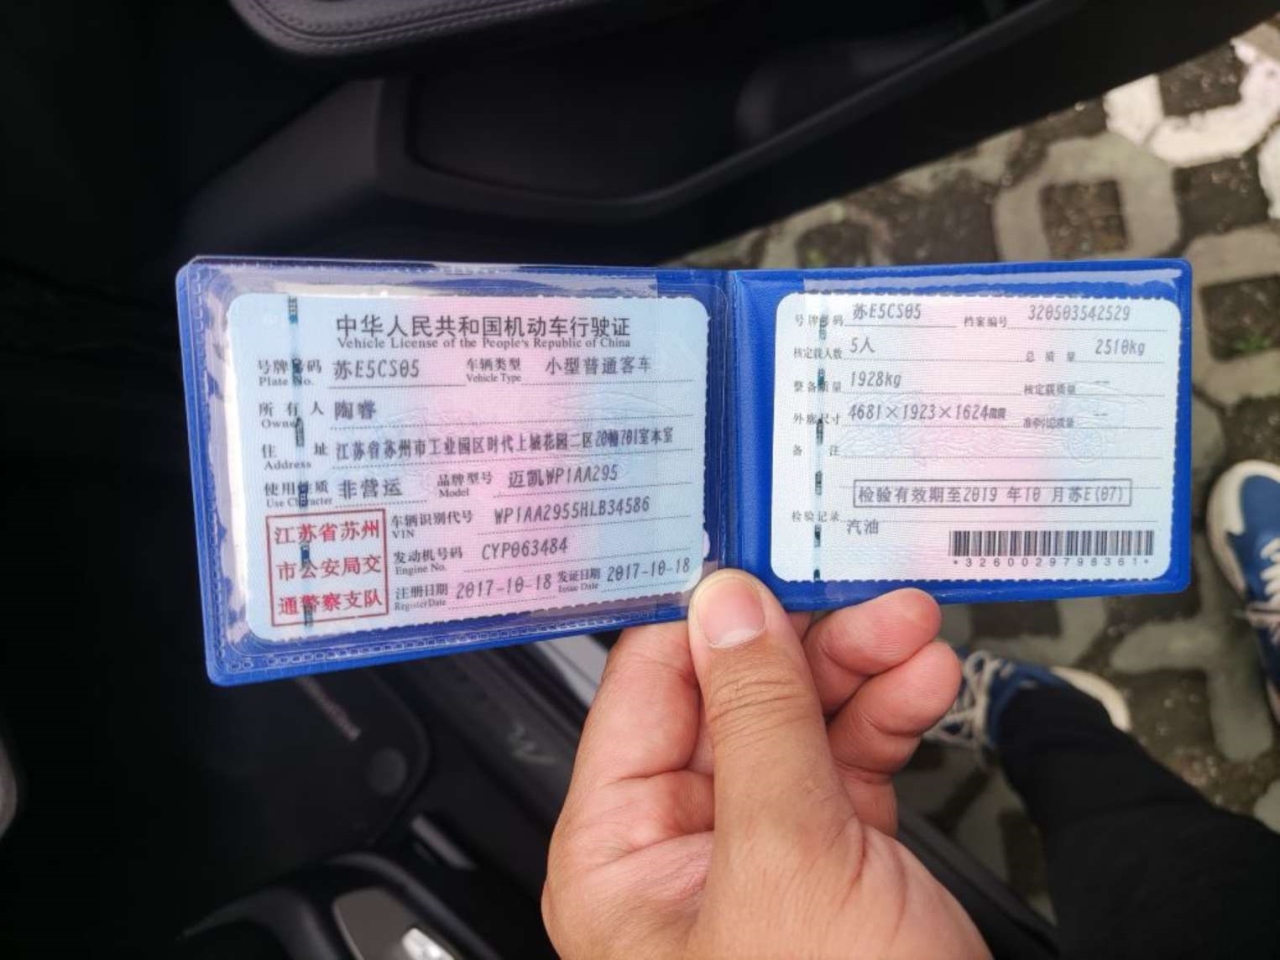 中华人民共和国机动车行驶证
Vehicle License of the People's Republic of China
号牌号码 苏E5CS05 车辆类型 小型普通客车
Plate No. Vehicle Type
所有人 陶睿
Owner
住址 江苏省苏州市工业园区时代上城花园二区20幢701室本室
Address
使用性质 非营运 品牌型号 迈凯WP1AA295
Use Character Model
江苏省苏州
市公安局交
通警察支队
车辆识别代号 WP1AA2955HLB34586
VIN
发动机号码 CYP063484
Engine No.
注册日期 2017-10-18 发证日期 2017-10-18
Register Date Issue Date
号牌号码 苏E5CS05 档案编号 320503542529
核定载人数 5人 总质量 2510kg
整备质量 1928kg 核定载质量 --
外廓尺寸 4681×1923×1624mm 准牵引总质量 --
备注
检验有效期至2019 年10 月苏E(07)
检验记录
汽油
*3260029798361*